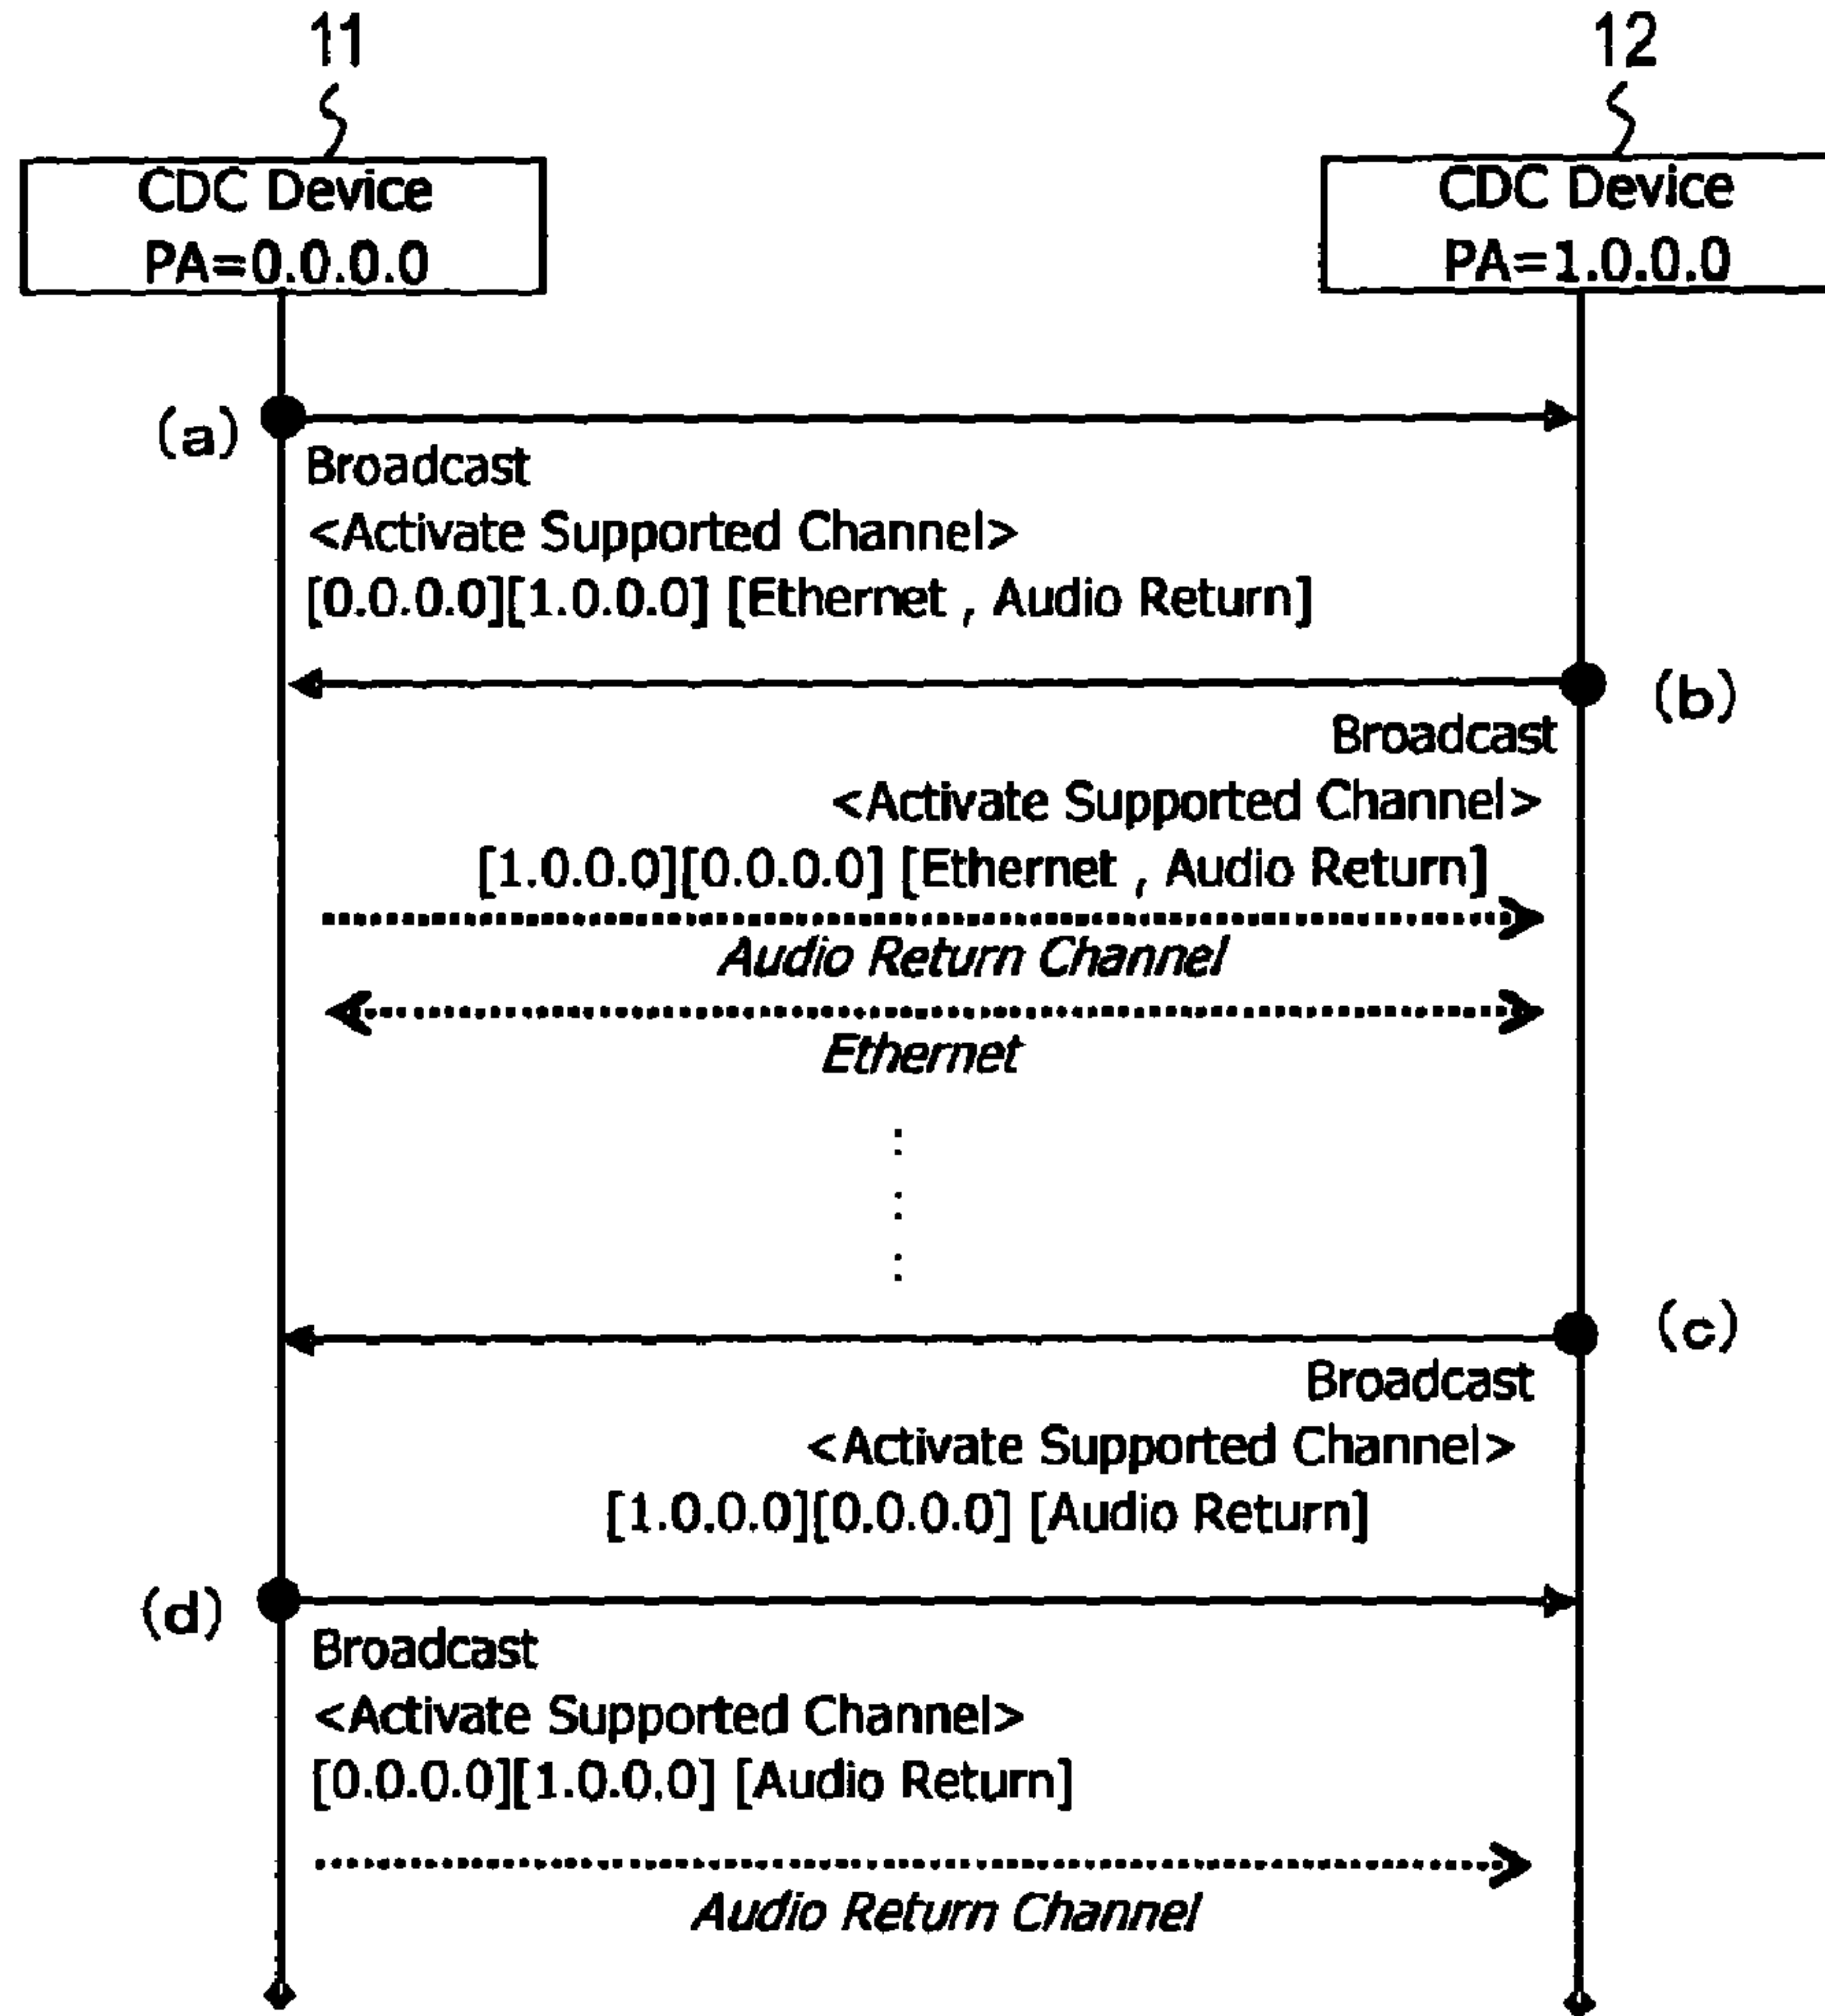 11
12
CDC Device
PA=0.0.0.0
CDC Device
PA=1.0.0.0
(a)
Broadcast
<Activate Supported Channel>
[0.0.0.0][1.0.0.0] [Ethernet , Audio Return]
(b)
Broadcast
<Activate Supported Channel>
[1.0.0.0][0.0.0.0] [Ethernet , Audio Return]
Audio Return Channel
Ethernet
(c)
Broadcast
<Activate Supported Channel>
[1.0.0.0][0.0.0.0] [Audio Return]
(d)
Broadcast
<Activate Supported Channel>
[0.0.0.0][1.0.0.0] [Audio Return]
Audio Return Channel